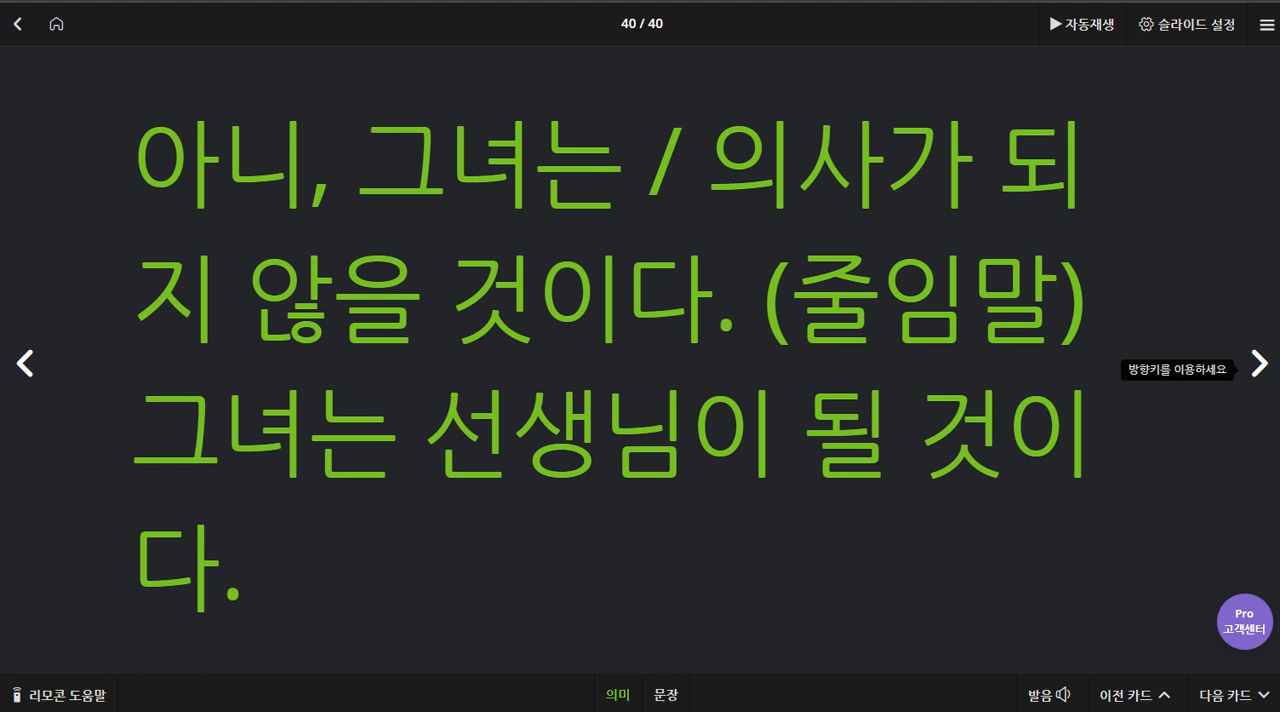 40 / 40
자동재생
슬라이드 설정
아니, 그녀는 / 의사가 되
지 않을 것이다. (줄임말)
그녀는 선생님이 될 것이
다.
방향키를 이용하세요
Pro
고객센터
리모콘 도움말
의미
문장
발음
이전 카드
다음 카드